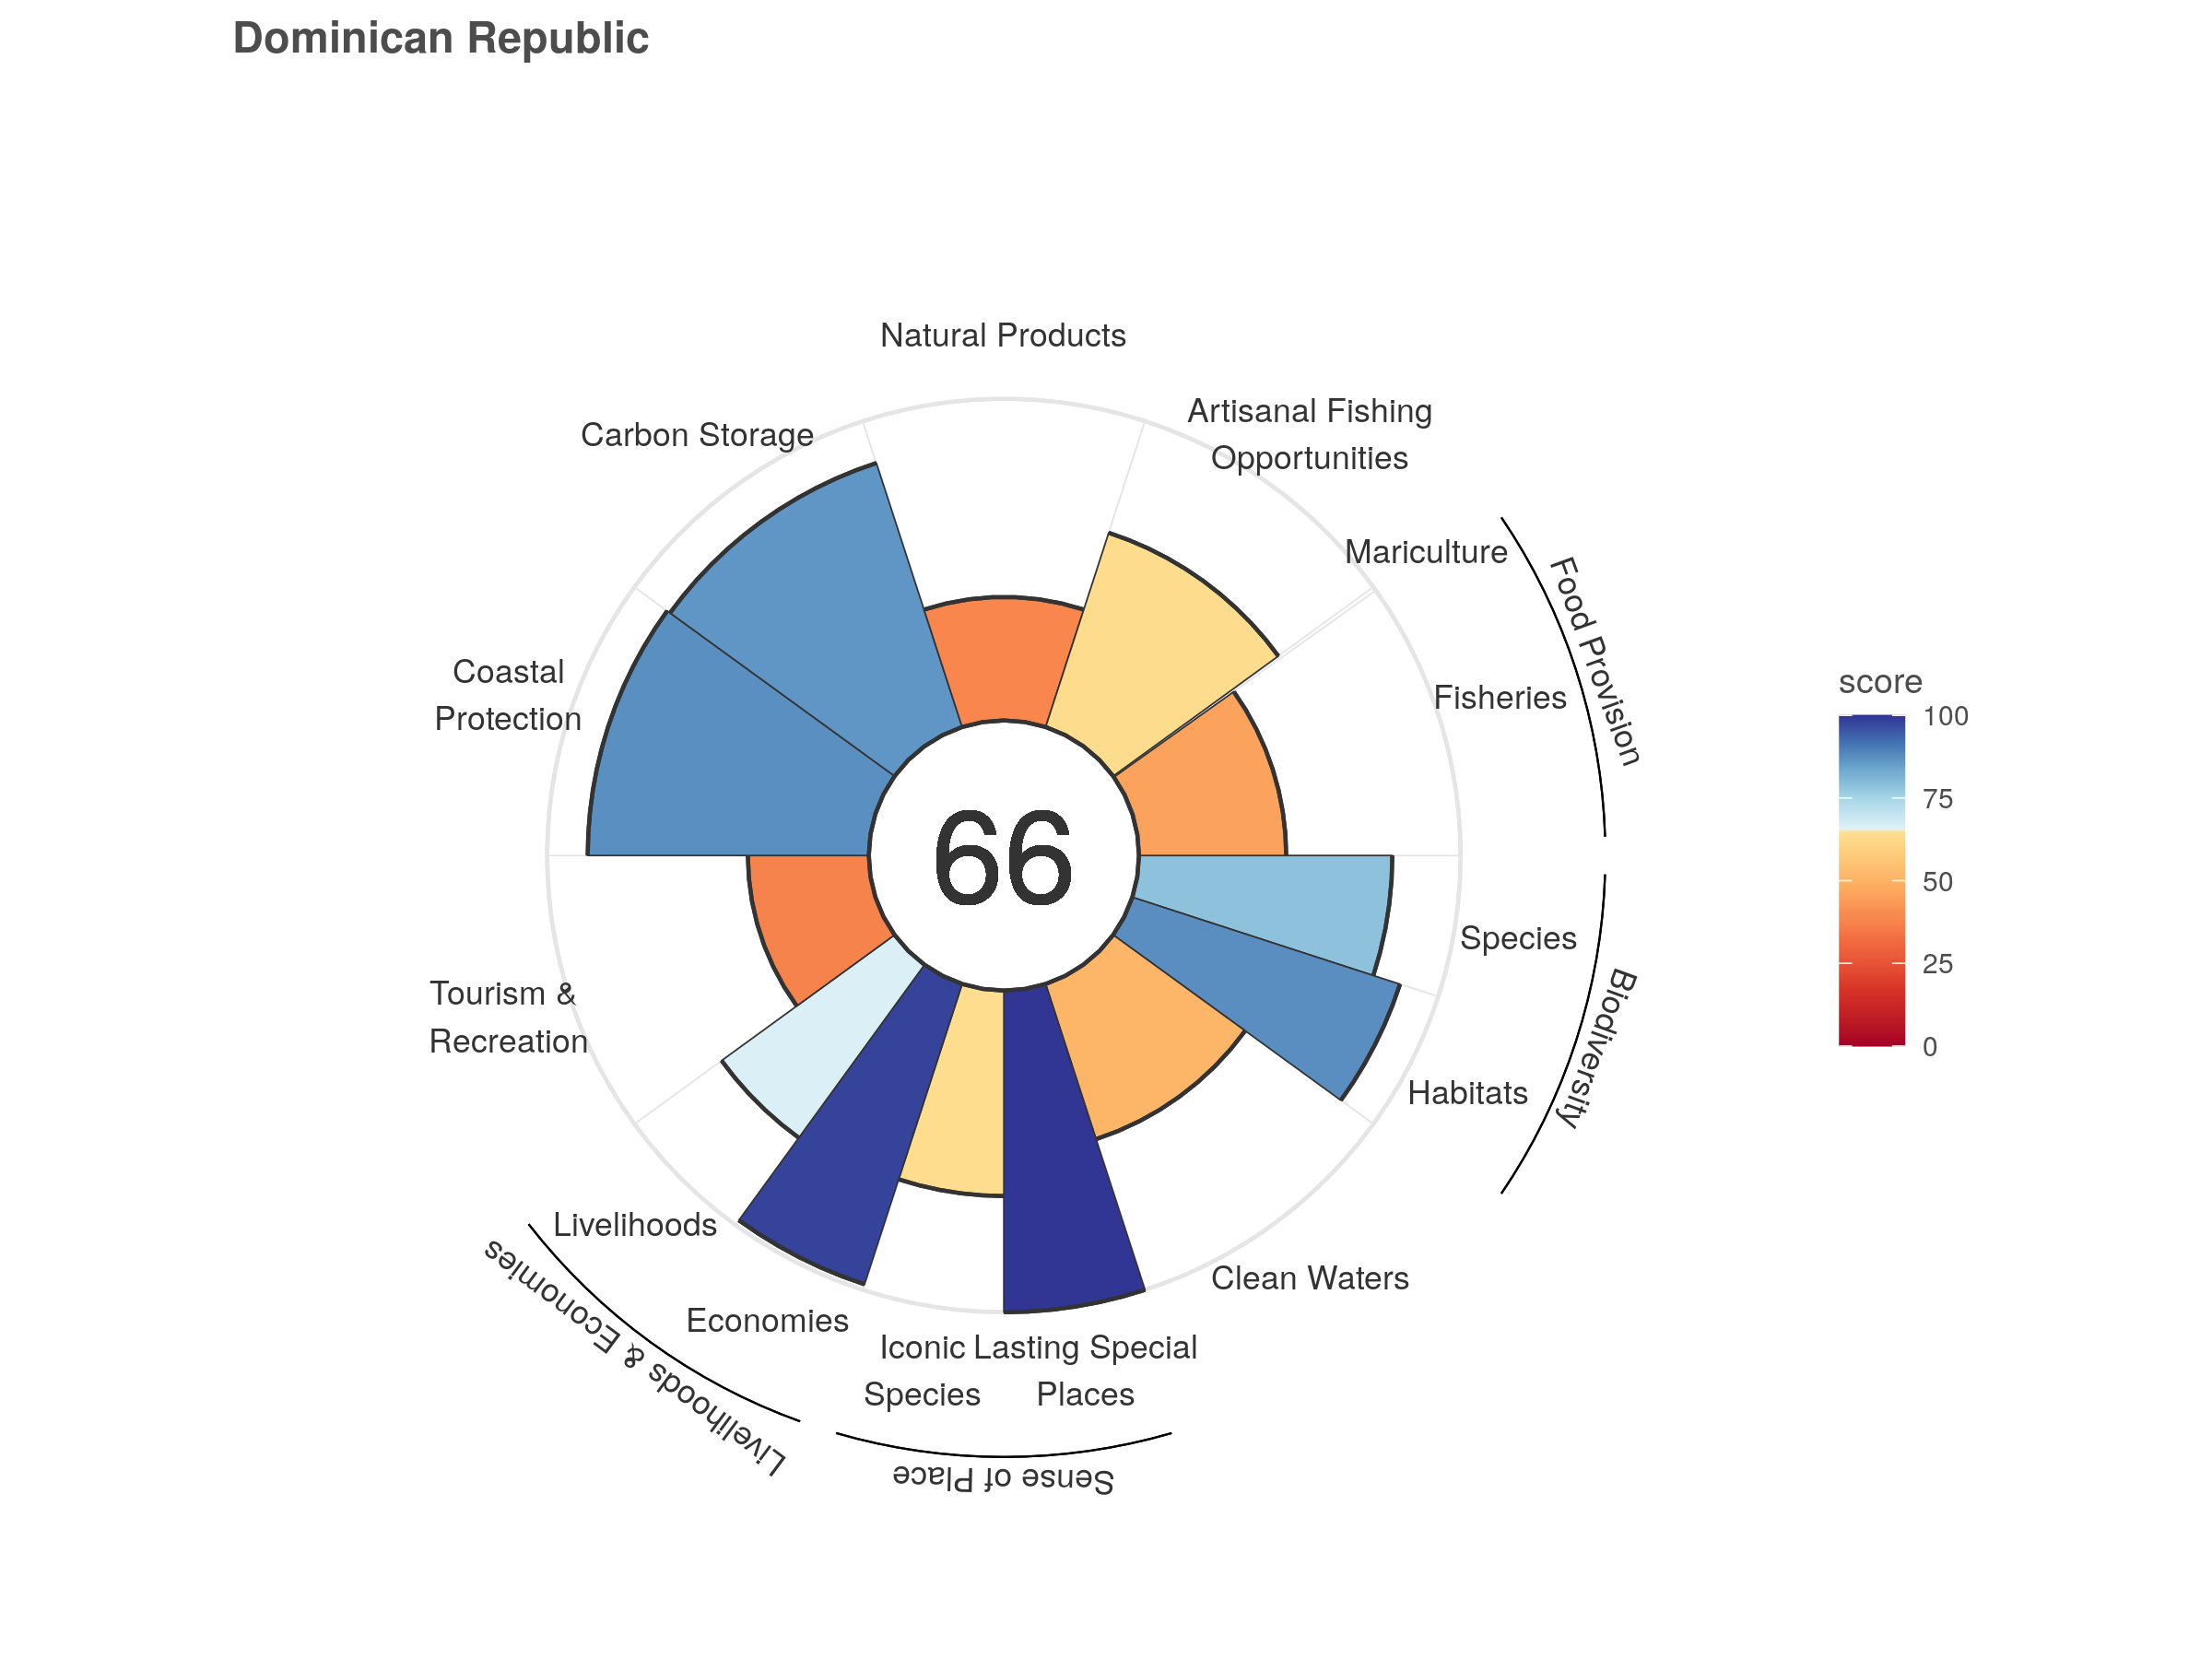 Dominican Republic
Natural Products
Artisanal Fishing
Opportunities
Carbon Storage
Mariculture
Food Provision
Fisheries
Coastal
Protection
score
100
75
50
25
0
66
Species
Biodiversity
Habitats
Tourism &
Recreation
Livelihoods
Clean Waters
Economies
Iconic
Species
Lasting Special
Places
Livelihoods & Economies
Sense of Place